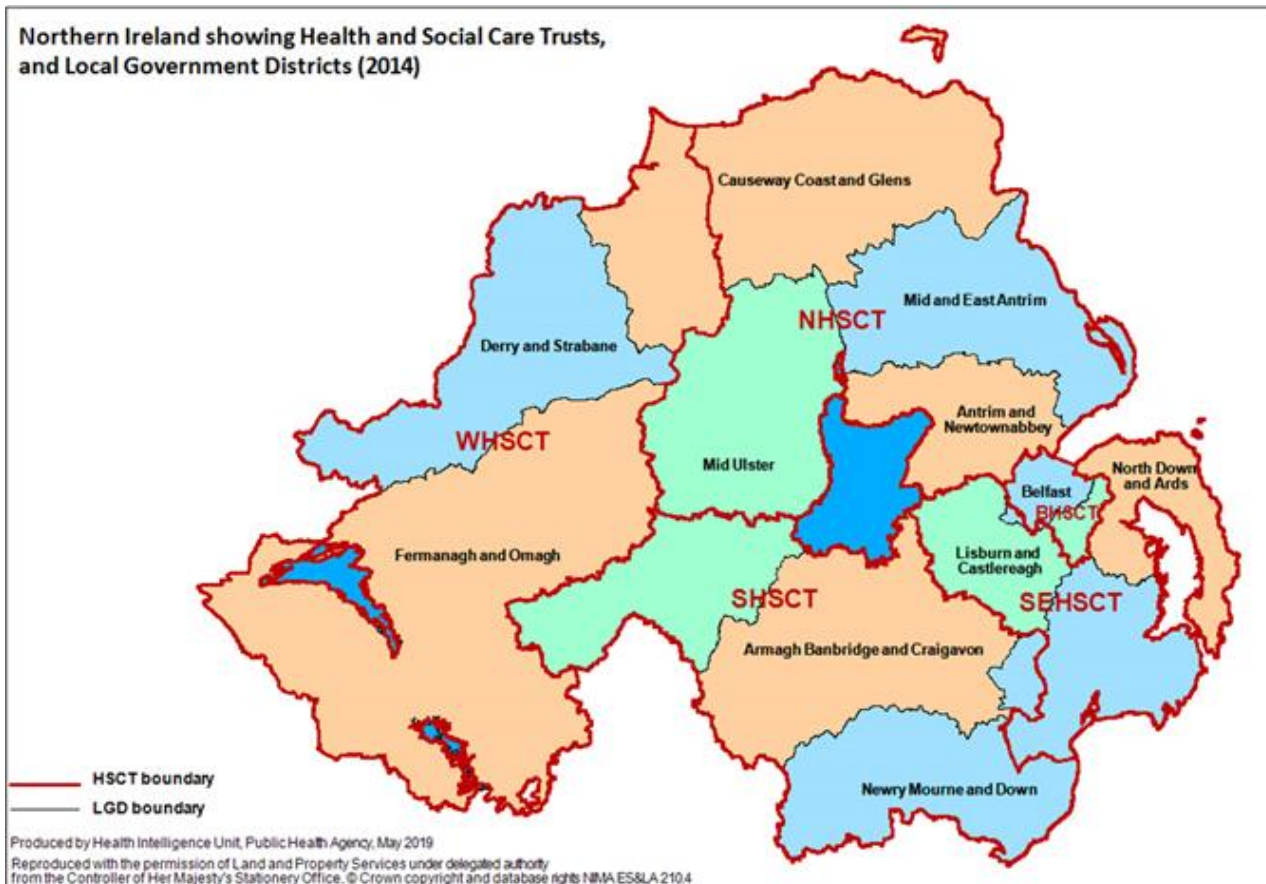 Northern Ireland showing Health and Social Care Trusts,
and Local Government Districts (2014)
Causeway Coast and Glens
Mid and East Antrim
NHSCT
Derry and Strabane
Antrim and
Newtownabbey
WHSCT
Mid Ulster
North Down
and Ards
Belfast
BHSCT
Fermanagh and Omagh
Lisburn and
Castlereagh
SHSCT
SEHSCT
Armagh Banbridge and Craigavon
Newry Mourne and Down
HSCT boundary
LGD boundary
Produced by Health Intelligence Unit, Public Health Agency, May 2019
Reproduced with the permission of Land and Property Services under delegated authority
from the Controller of Her Majesty's Stationery Office, © Crown copyright and database rights NIMA ES&LA 210.4